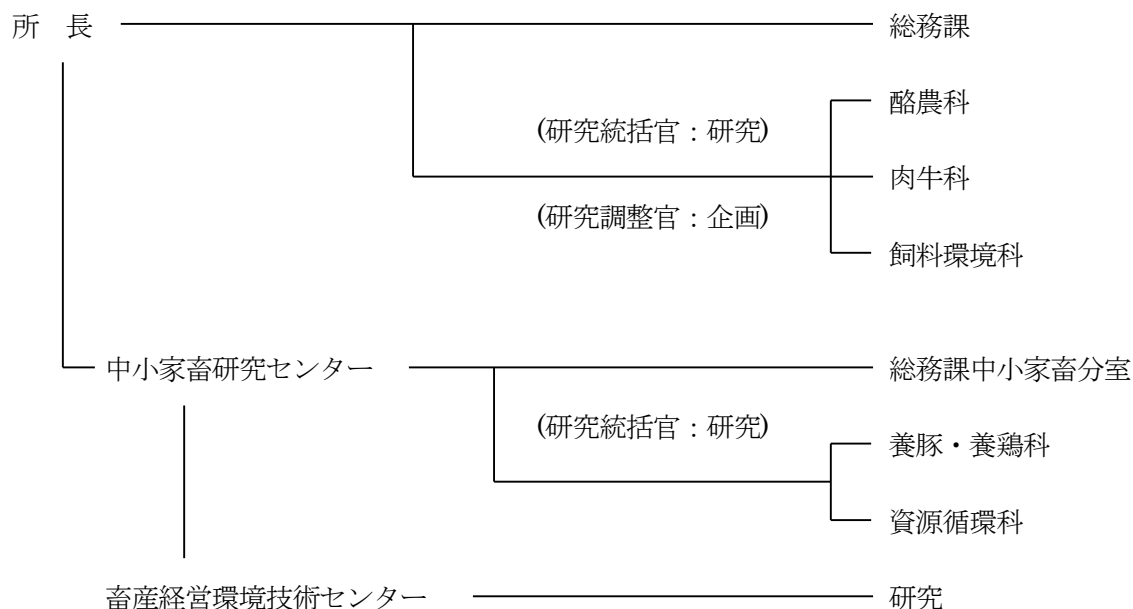 所　長
総務課
酪農科
(研究統括官：研究)
肉牛科
(研究調整官：企画)
飼料環境科
中小家畜研究センター
総務課中小家畜分室
(研究統括官：研究)
養豚・養鶏科
資源循環科
畜産経営環境技術センター
研究